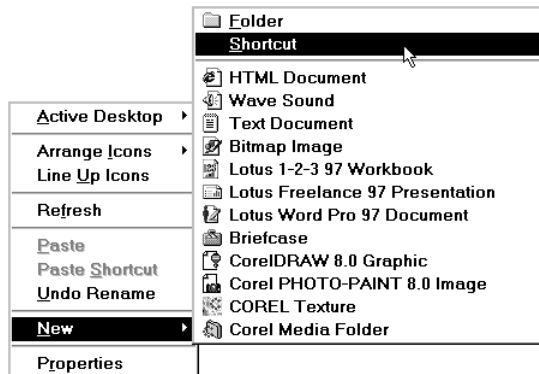 Folder
Shortcut
HTML Document
Wave Sound
Text Document
Bitmap Image
Lotus 1-2-3 97 Workbook
Lotus Freelance 97 Presentation
Lotus Word Pro 97 Document
Briefcase
CorelDRAW 8.0 Graphic
Corel PHOTO-PAINT 8.0 Image
COREL Texture
Corel Media Folder
Active Desktop
Arrange Icons
Line Up Icons
Refresh
Paste
Paste Shortcut
Undo Rename
New
Properties